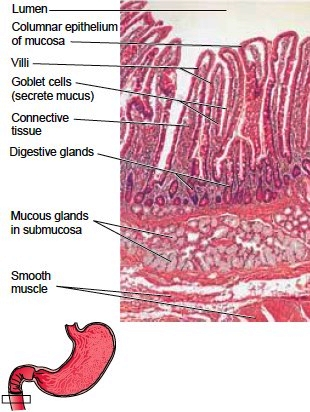 Lumen
Columnar epithelium
of mucosa
Villi
Goblet cells
(secrete mucus)
Connective
tissue
Digestive glands
Mucous glands
in submucosa
Smooth
muscle